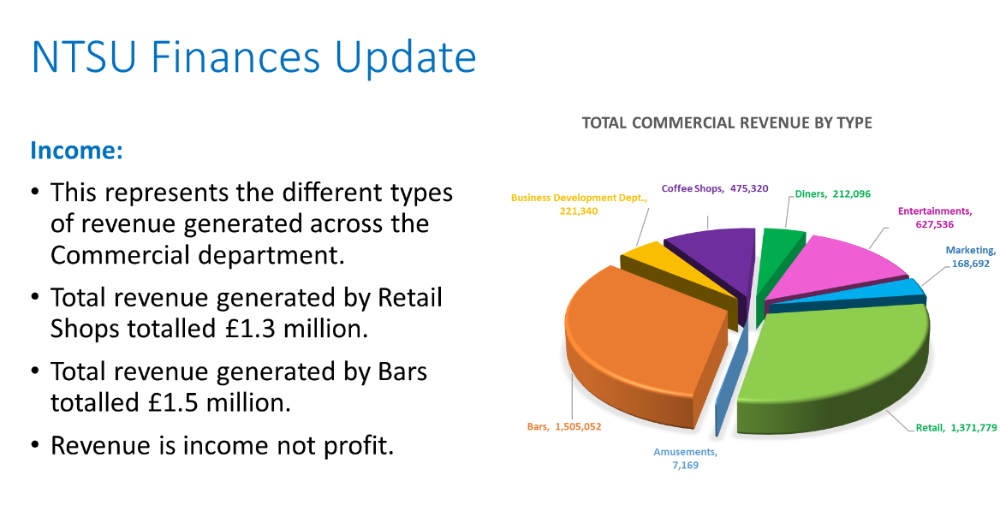 NTSU Finances Update
Income:
• This represents the different types
of revenue generated across the
Commercial department.
• Total revenue generated by Retail
Shops totalled £1.3 million.
• Total revenue generated by Bars
totalled £1.5 million.
• Revenue is income not profit.
TOTAL COMMERCIAL REVENUE BY TYPE
Business Development Dept.,
221,340
Coffee Shops, 475,320
Diners, 212,096
Entertainments,
627,536
Marketing,
168,692
Retail, 1,371,779
Amusements,
7,169
Bars, 1,505,052